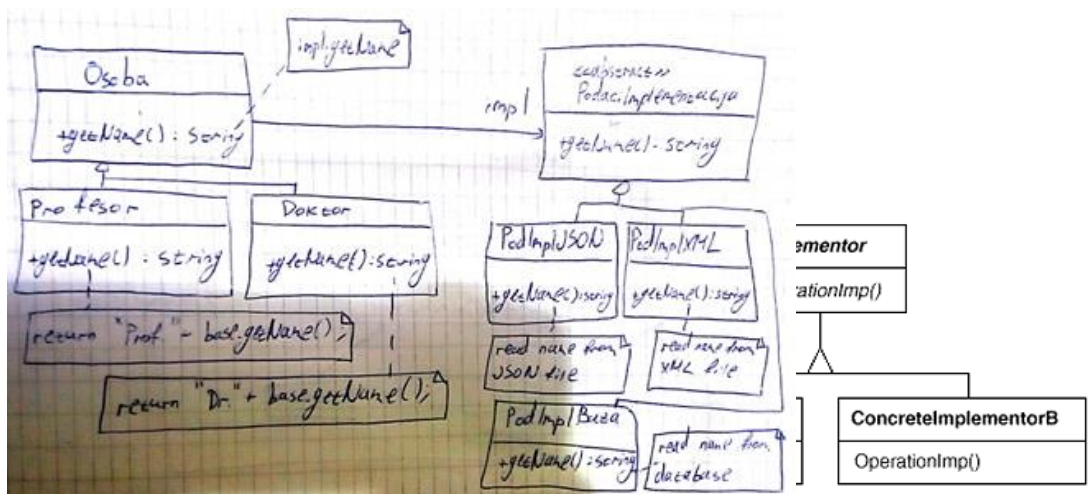 impl.getName
Osoba
+getName() : string
impl
<<abstract>>
PodaciImplementacija
+getName() : string
Profesor
+getName() : string
Doktor
+getName() : string
return "Prof." + base.getName();
return "Dr." + base.getName();
PodImplJSON
+getName() : string
PodImplXML
+getName() : string
read name from
JSON file
read name from
XML file
PodImplBaza
+getName() : string
read name from
database
ementor
rationImp()
ConcreteImplementorB
OperationImp()